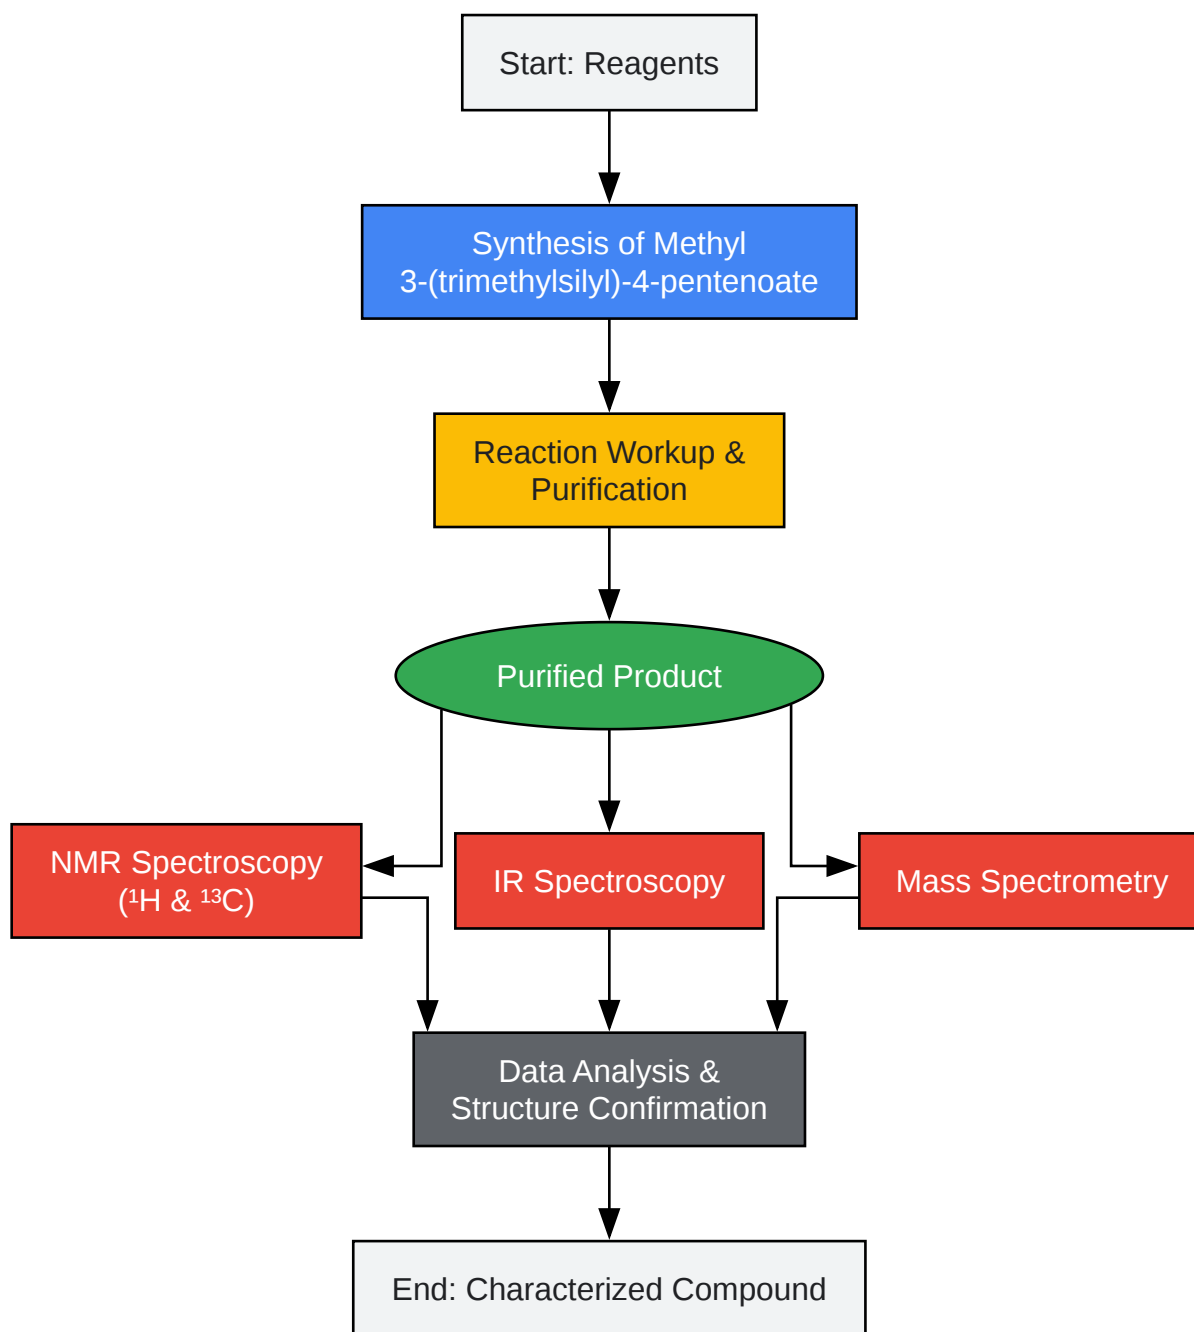 Start: Reagents
Synthesis of Methyl
3-(trimethylsilyl)-4-pentenoate
Reaction Workup &
Purification
Purified Product
NMR Spectroscopy
(¹H & ¹³C)
IR Spectroscopy
Mass Spectrometry
Data Analysis &
Structure Confirmation
End: Characterized Compound